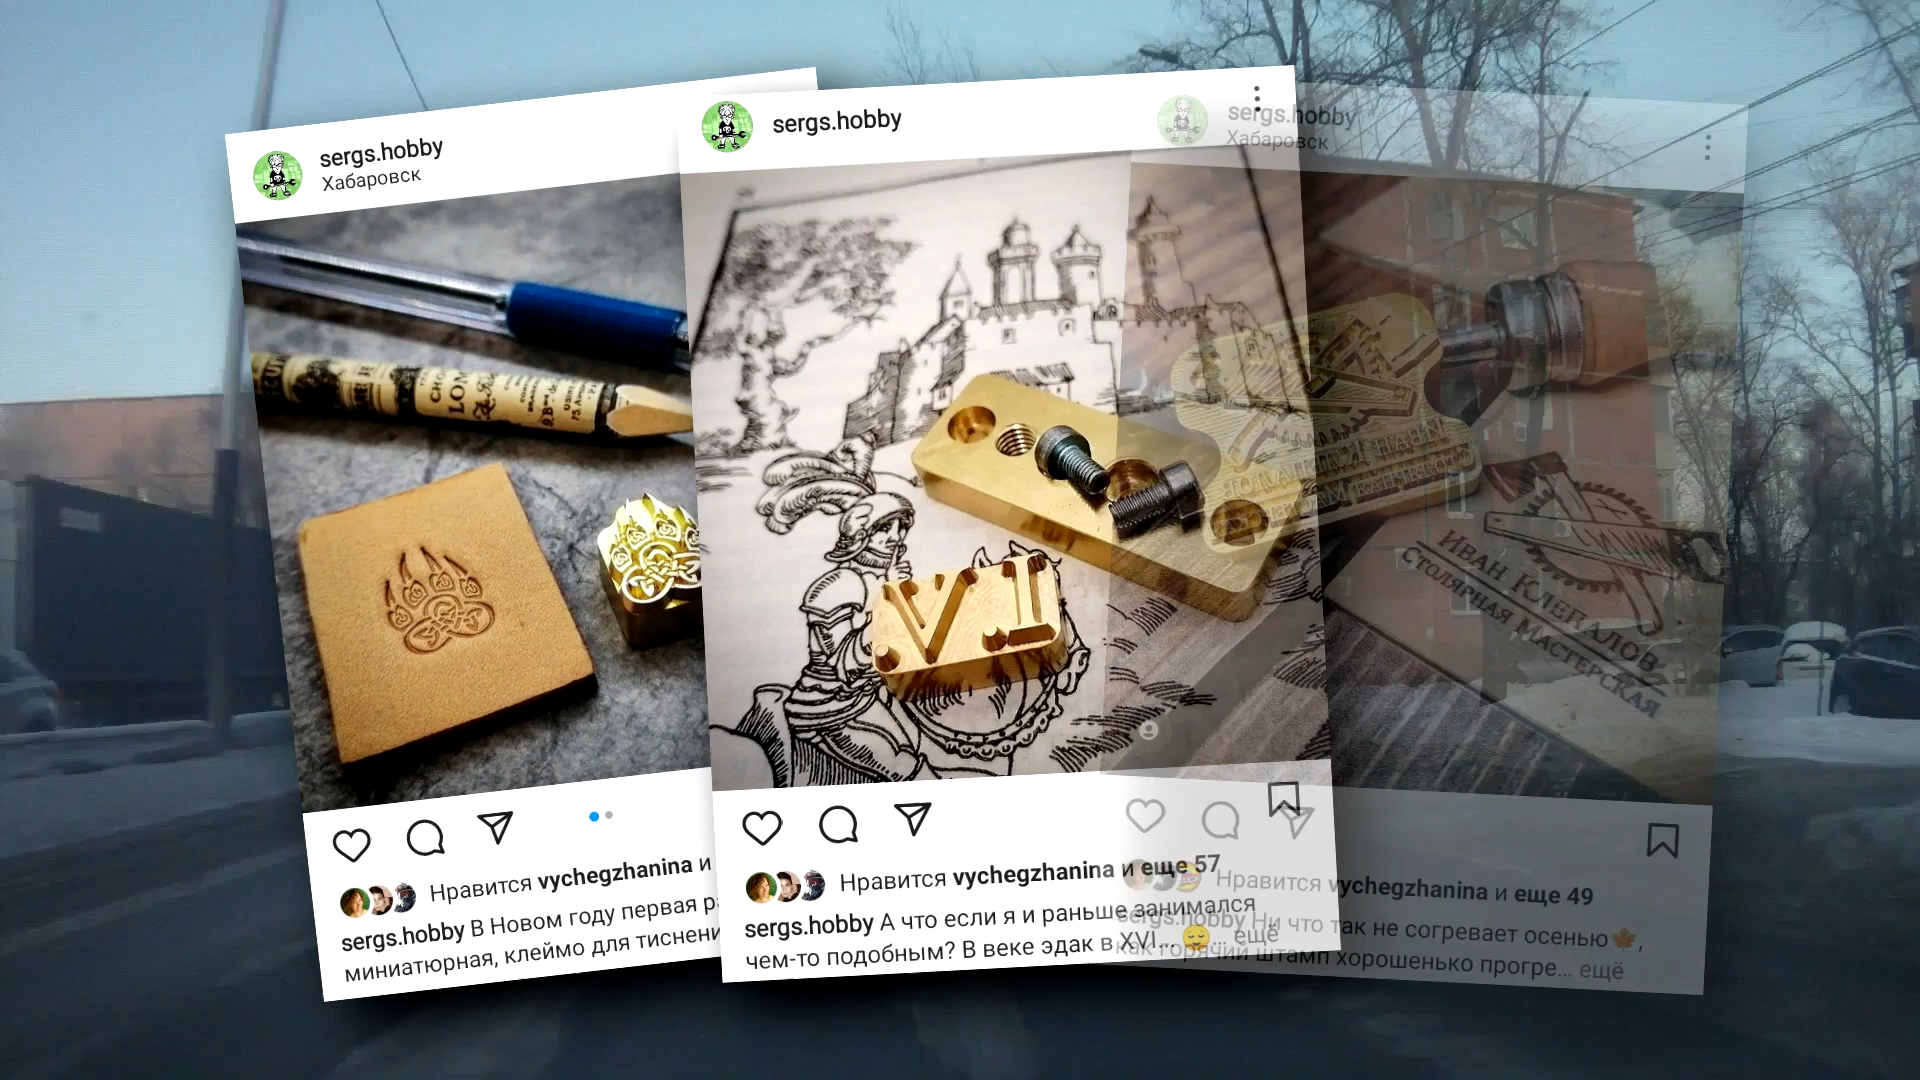 sergs.hobby
Хабаровск
LON
Нравится vychegzhanina и
sergs.hobby В Новом году первая
миниатюрная, клеймо для тиснени
sergs.hobby
V.I.
Нравится vychegzhanina и еще 57
sergs.hobby А что если я и раньше занимался
чем-то подобным? В веке эдак в XVI... ещё
sergs.hobby
Хабаровск
ИВАН КЛЕПАЛОВ
СТОЛЯРНАЯ МАСТЕРСКАЯ
Нравится vychegzhanina и еще 49
sergs.hobby Ни что так не согревает осенью🍁,
как горячий штамп хорошенько прогре... ещё